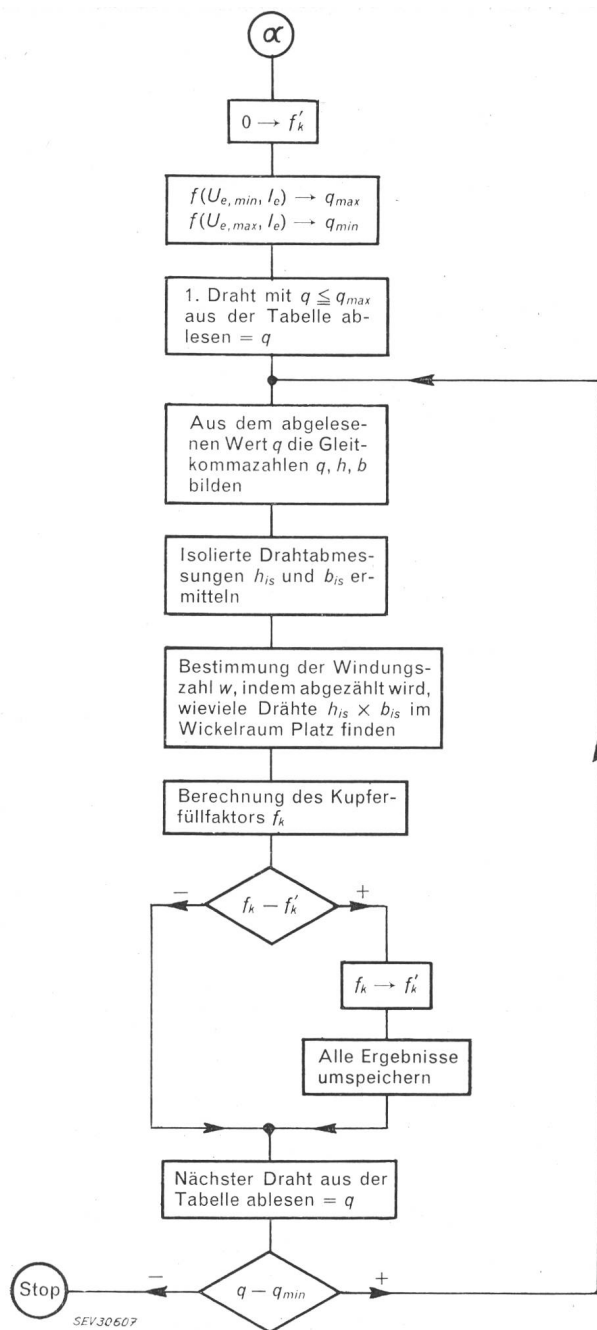 α
0 → f'k
f(Ue, min, Ie) → qmax
f(Ue, max, Ie) → qmin
1. Draht mit q ≦ qmax
aus der Tabelle ab-
lesen = q
Aus dem abgelese-
nen Wert q die Gleit-
kommazahlen q, h, b
bilden
Isolierte Drahtabmes-
sungen his und bis er-
mitteln
Bestimmung der Windungs-
zahl w, indem abgezählt wird,
wieviele Drähte his × bis im
Wickelraum Platz finden
Berechnung des Kupfer-
füllfaktors fk
− fk − f'k +
fk → f'k
Alle Ergebnisse
umspeichern
Nächster Draht aus der
Tabelle ablesen = q
Stop − q − qmin +
SEV30607